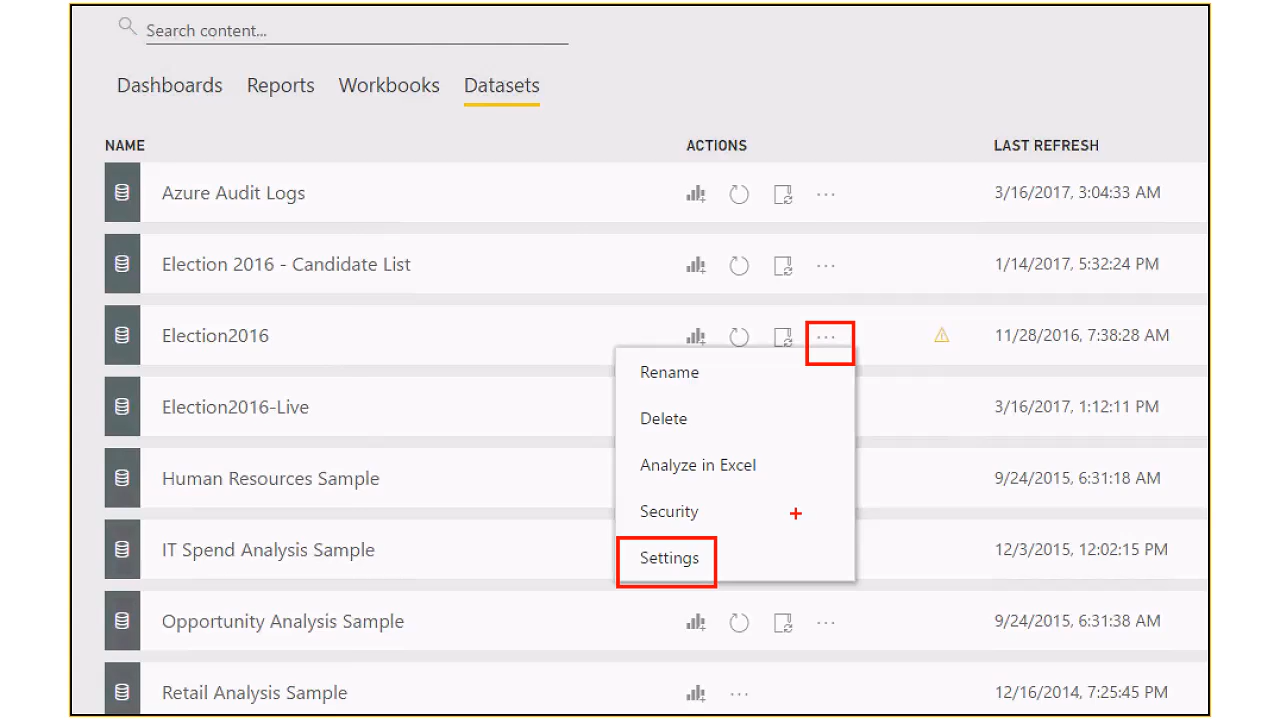 Search content...
Dashboards Reports Workbooks Datasets
NAME ACTIONS LAST REFRESH
Azure Audit Logs ... 3/16/2017, 3:04:33 AM
Election 2016 - Candidate List ... 1/14/2017, 5:32:24 PM
Election2016 ... 11/28/2016, 7:38:28 AM
Rename
Delete
Election2016-Live 3/16/2017, 1:12:11 PM
Analyze in Excel
Human Resources Sample 9/24/2015, 6:31:18 AM
Security
IT Spend Analysis Sample 12/3/2015, 12:02:15 PM
Settings
Opportunity Analysis Sample ... 9/24/2015, 6:31:38 AM
Retail Analysis Sample ... 12/16/2014, 7:25:45 PM